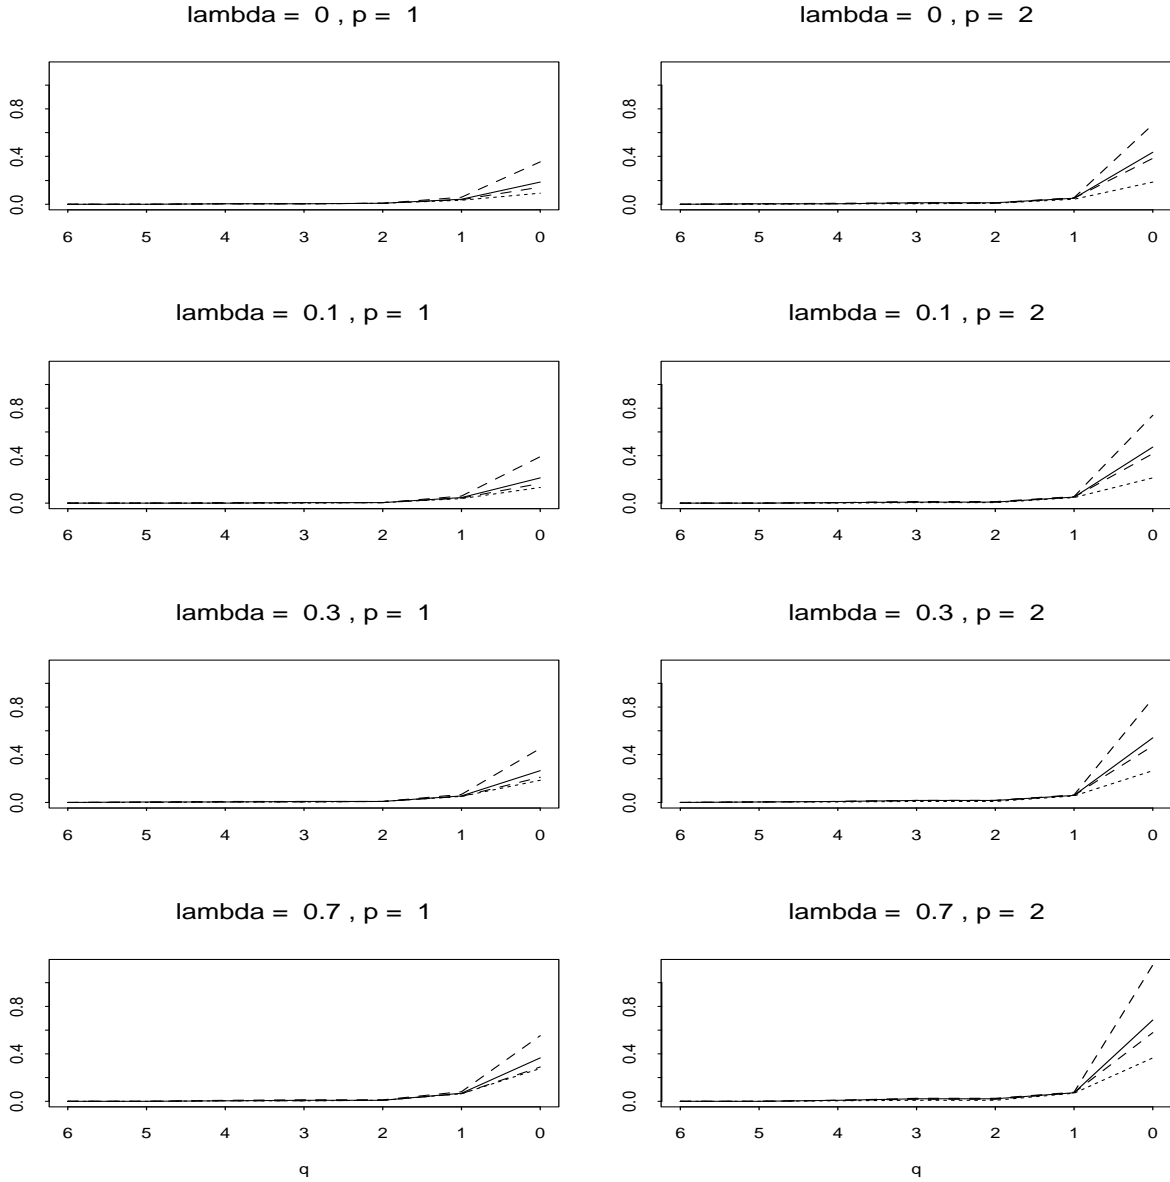 lambda = 0 , p = 1
0.0 0.4 0.8
6 5 4 3 2 1 0
lambda = 0 , p = 2
0.0 0.4 0.8
6 5 4 3 2 1 0
lambda = 0.1 , p = 1
0.0 0.4 0.8
6 5 4 3 2 1 0
lambda = 0.1 , p = 2
0.0 0.4 0.8
6 5 4 3 2 1 0
lambda = 0.3 , p = 1
0.0 0.4 0.8
6 5 4 3 2 1 0
lambda = 0.3 , p = 2
0.0 0.4 0.8
6 5 4 3 2 1 0
lambda = 0.7 , p = 1
0.0 0.4 0.8
6 5 4 3 2 1 0
q
lambda = 0.7 , p = 2
0.0 0.4 0.8
6 5 4 3 2 1 0
q